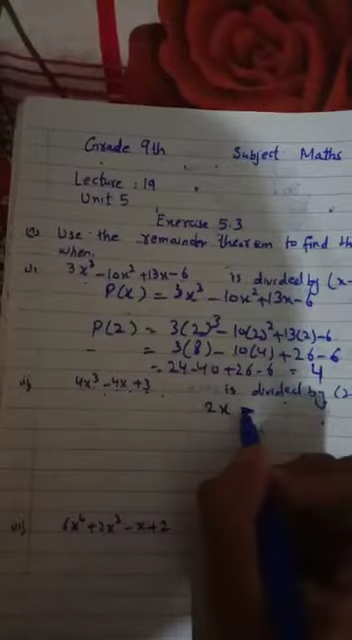 Grade 9th Subject Maths
Lecture : 19
Unit 5
Exercise 5.3
Use the remainder theorem to find
when.
i) 3x³-10x²+13x-6 is divided by (x-
P(x) = 3x³-10x²+13x-6
P(2) = 3(2)³-10(2)²+13(2)-6
= 3(8)-10(4)+26-6
= 24-40+26-6 = 4
ii) 4x³-4x+3 is divided by (2
2x =
iii) 6x⁴+2x³-x+2